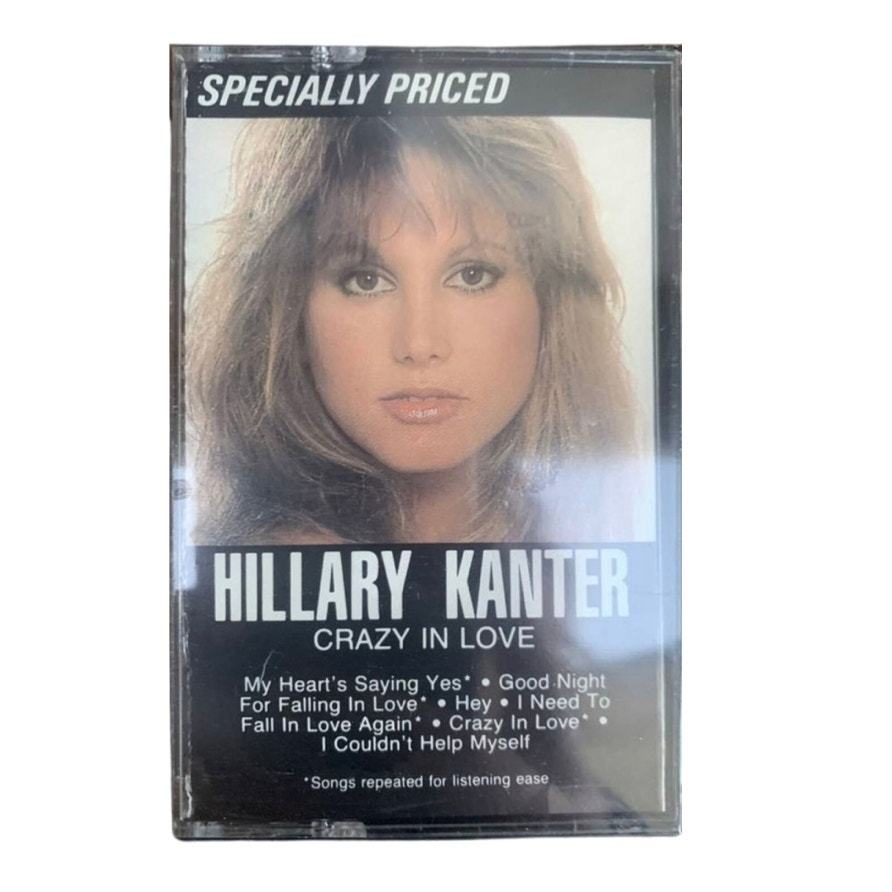 SPECIALLY PRICED
HILLARY KANTER
CRAZY IN LOVE
My Heart's Saying Yes* • Good Night
For Falling In Love* • Hey • I Need To
Fall In Love Again* • Crazy In Love* •
I Couldn't Help Myself
*Songs repeated for listening ease